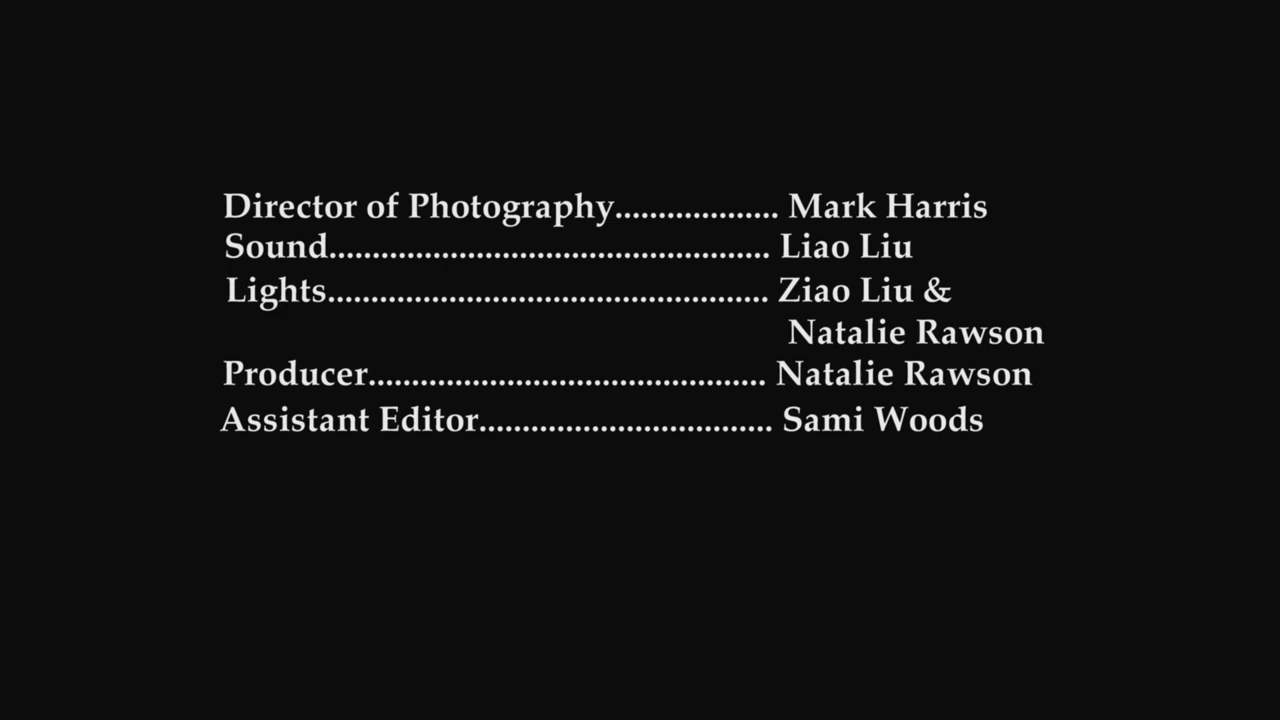 Director of Photography................... Mark Harris
Sound................................................... Liao Liu
Lights................................................... Ziao Liu &
Natalie Rawson
Producer.............................................. Natalie Rawson
Assistant Editor.................................. Sami Woods